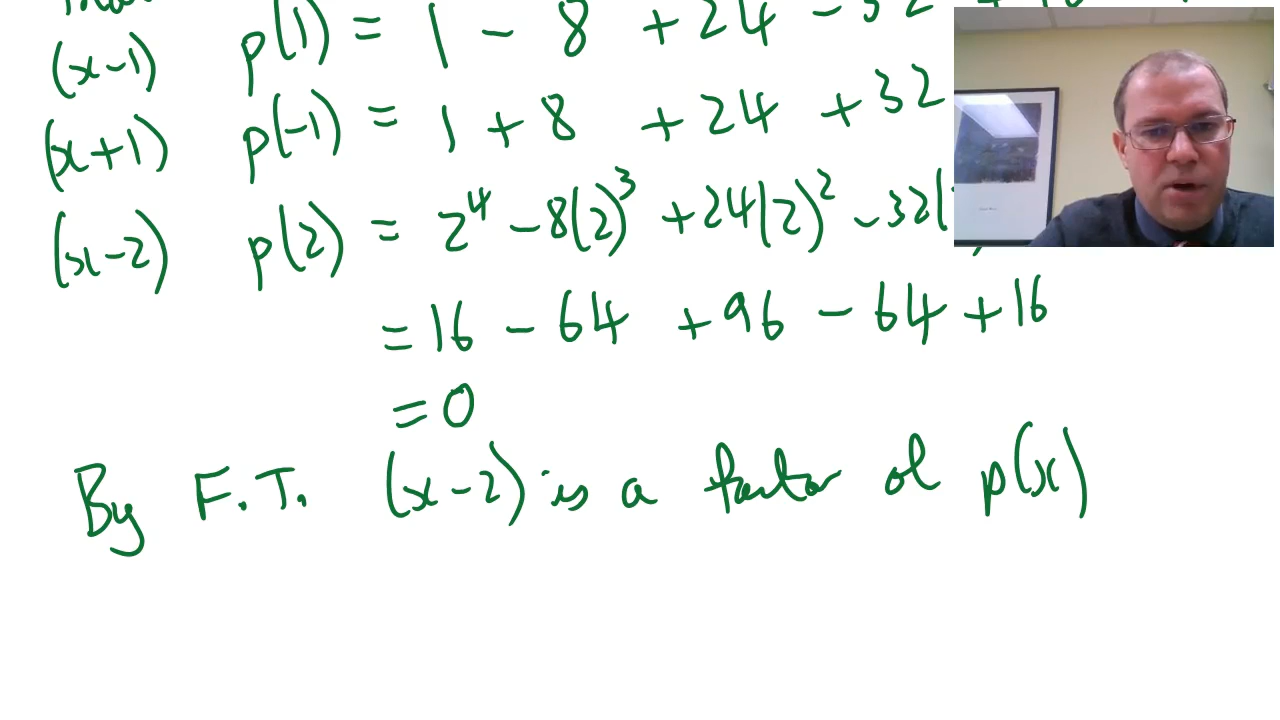 (x-1) p(1) = 1 - 8 + 24 - 32
(x+1) p(-1) = 1 + 8 + 24 + 32
(x-2) p(2) = 2⁴ - 8(2)³ + 24(2)² - 32(
= 16 - 64 + 96 - 64 + 16
= 0
By F.T. (x-2) is a factor of p(x)